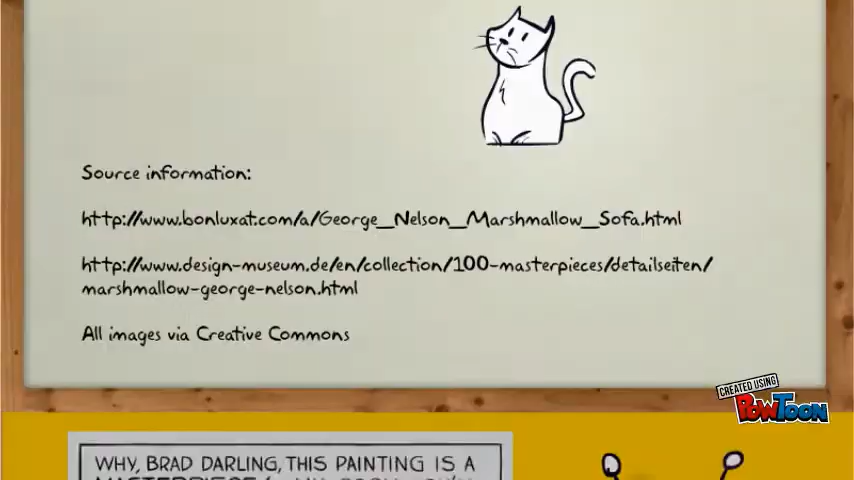 Source information:
http://www.bonluxat.com/a/George_Nelson_Marshmallow_Sofa.html
http://www.design-museum.de/en/collection/100-masterpieces/detailseiten/
marshmallow-george-nelson.html
All images via Creative Commons
CREATED USING
POWTOON
WHY, BRAD DARLING, THIS PAINTING IS A